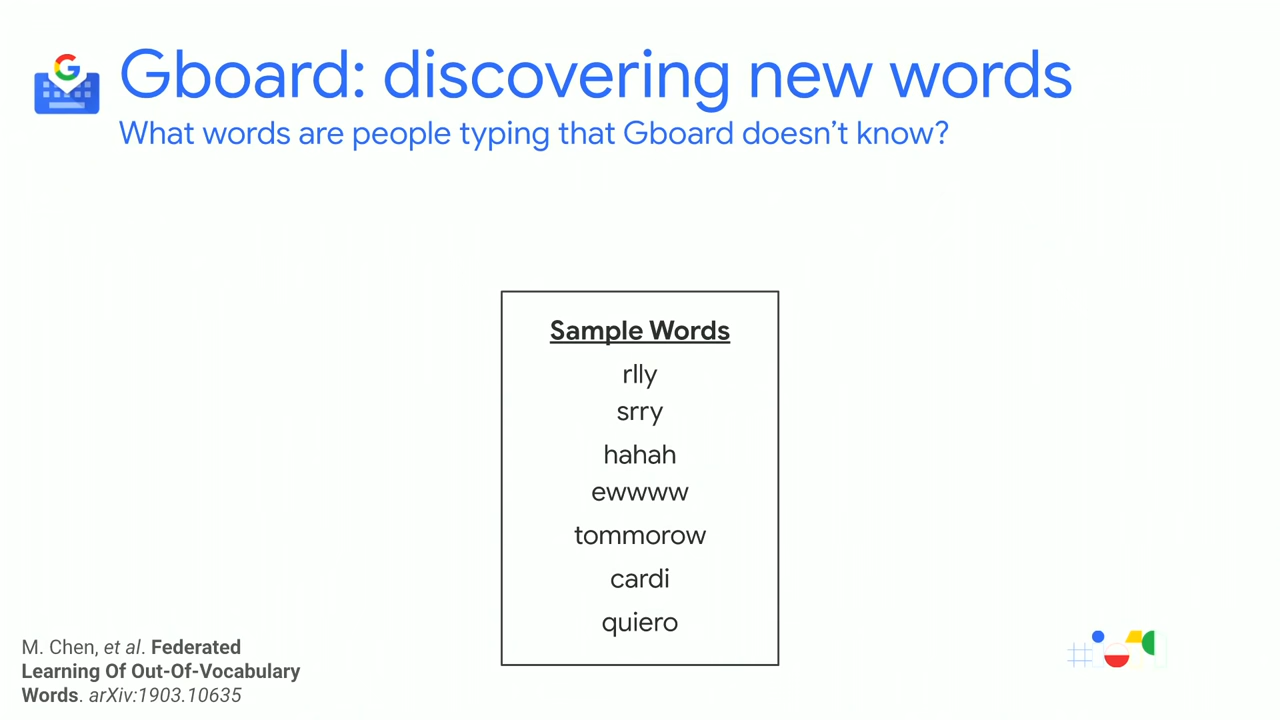 Gboard: discovering new words
What words are people typing that Gboard doesn't know?
Sample Words
rlly
srry
hahah
ewwww
tommorow
cardi
quiero
M. Chen, et al. Federated
Learning Of Out-Of-Vocabulary
Words. arXiv:1903.10635